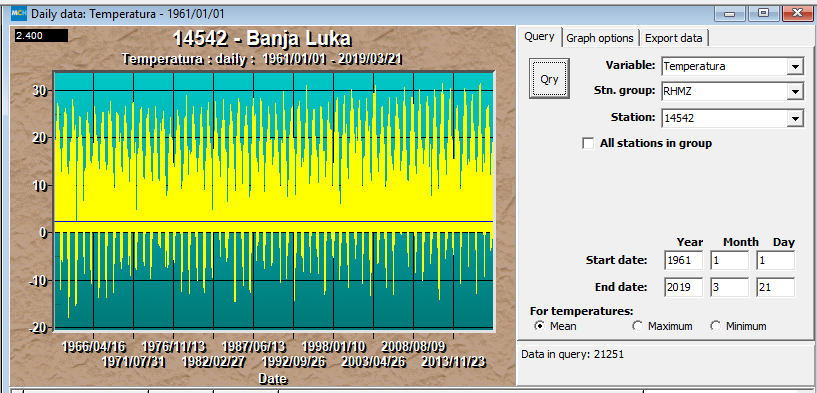 MCH Daily data: Temperatura - 1961/01/01
2.400
14542 - Banja Luka
Temperatura : daily : 1961/01/01 - 2019/03/21
30
20
10
0
-10
-20
1966/04/16 1976/11/13 1987/06/13 1998/01/10 2008/08/09
1971/07/31 1982/02/27 1992/09/26 2003/04/26 2013/11/23
Date
Query Graph options Export data
Qry
Variable: Temperatura
Stn. group: RHMZ
Station: 14542
All stations in group
Year Month Day
Start date: 1961 1 1
End date: 2019 3 21
For temperatures:
Mean Maximum Minimum
Data in query: 21251